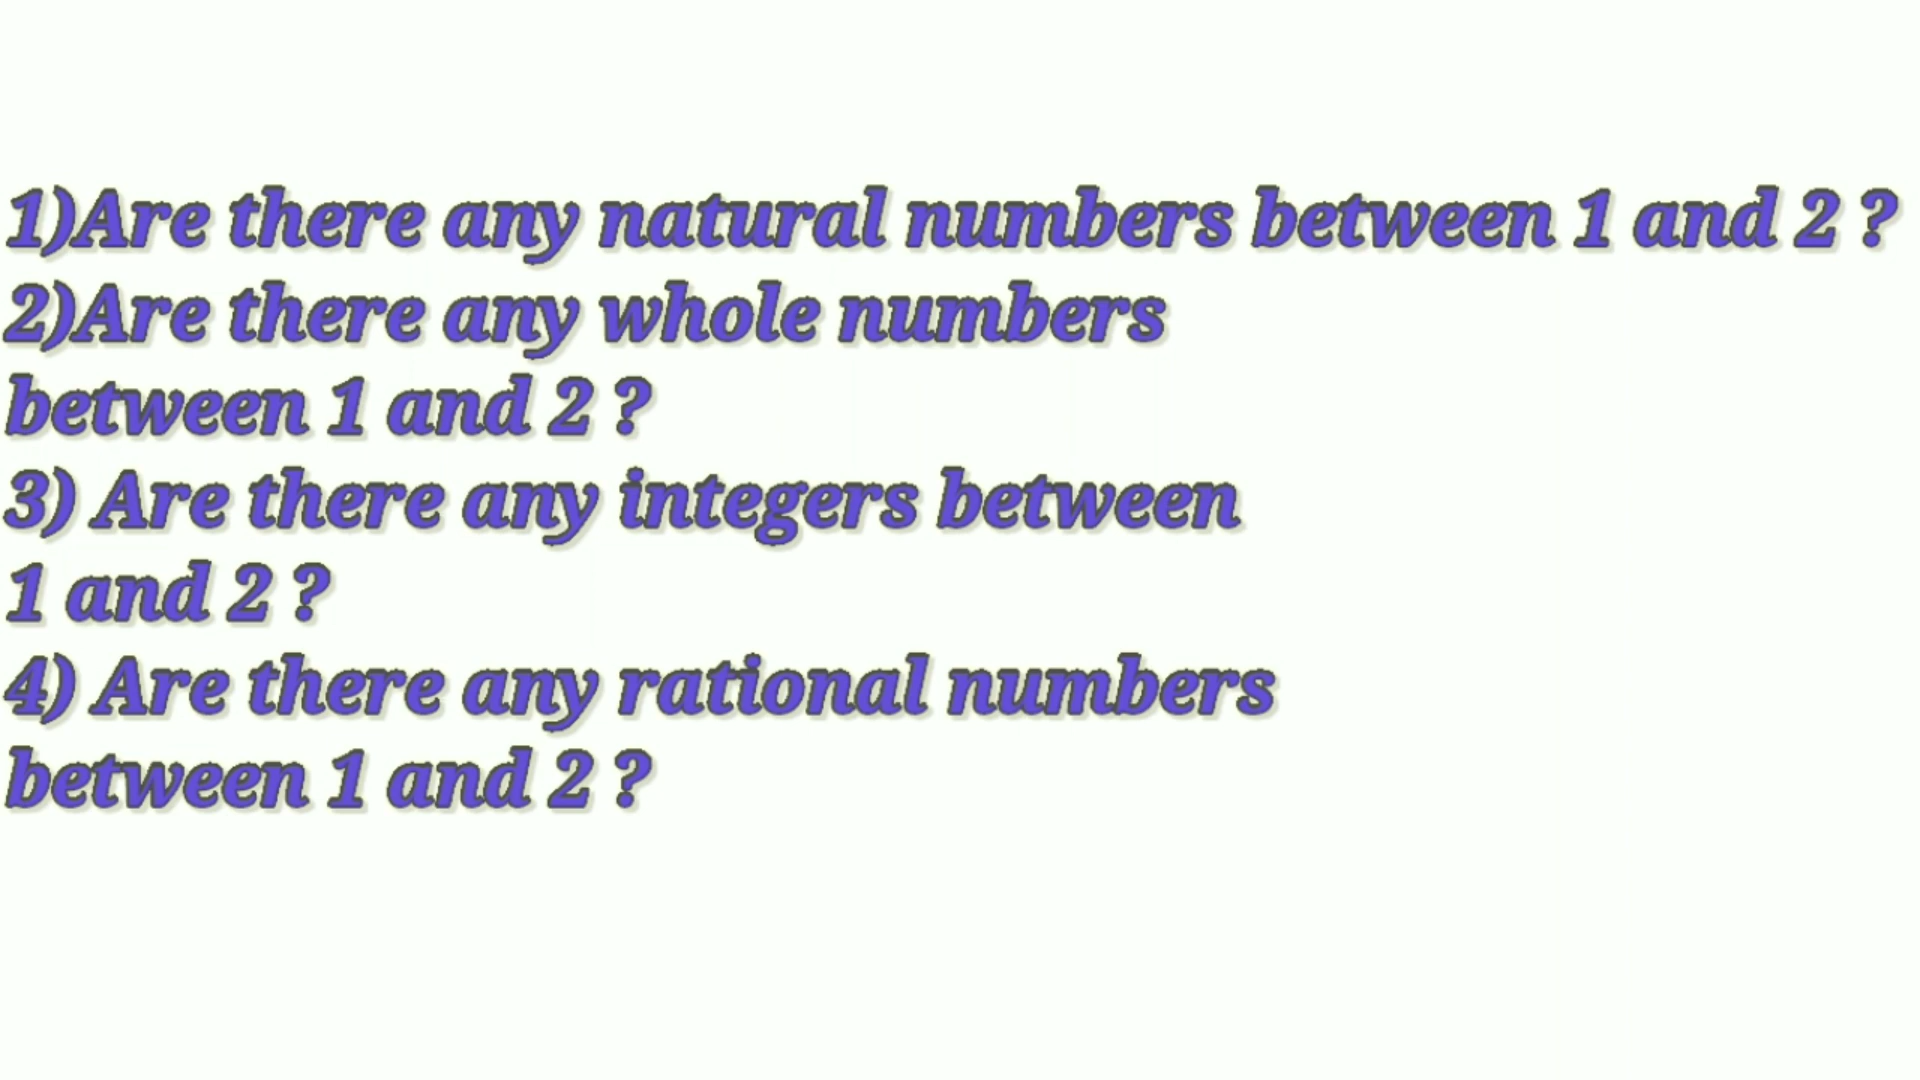 1)Are there any natural numbers between 1 and 2 ?
2)Are there any whole numbers
between 1 and 2 ?
3) Are there any integers between
1 and 2 ?
4) Are there any rational numbers
between 1 and 2 ?